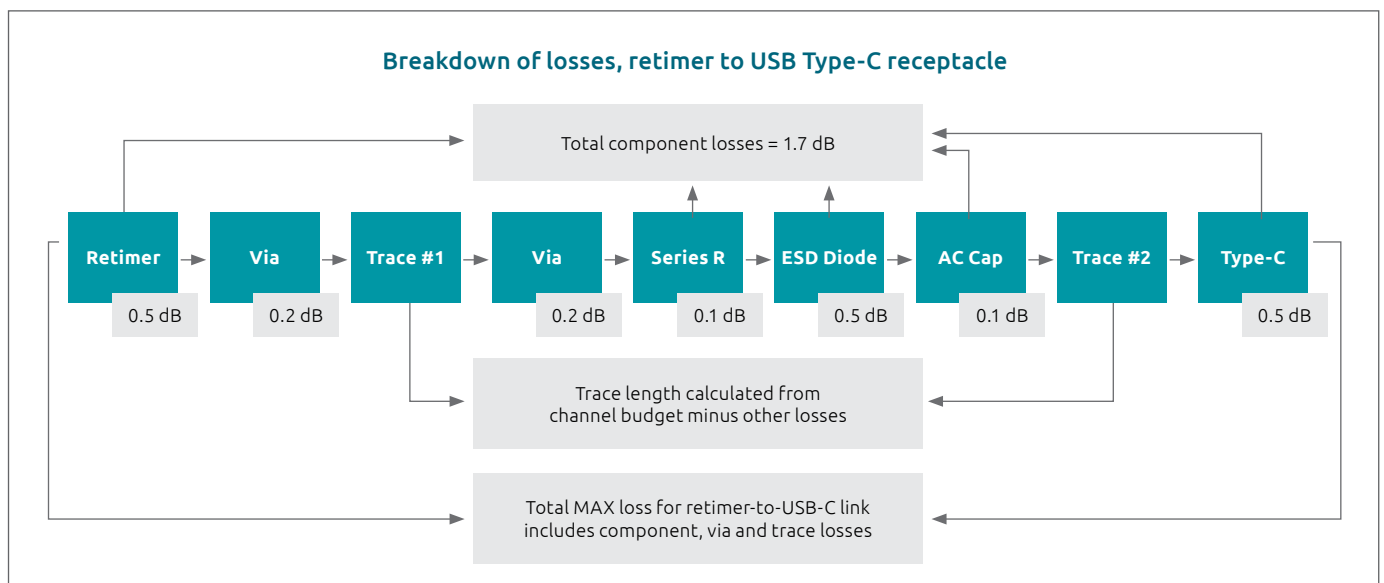 Breakdown of losses, retimer to USB Type-C receptacle
Total component losses = 1.7 dB
Retimer
Via
Trace #1
Via
Series R
ESD Diode
AC Cap
Trace #2
Type-C
0.5 dB
0.2 dB
0.2 dB
0.1 dB
0.5 dB
0.1 dB
0.5 dB
Trace length calculated from
channel budget minus other losses
Total MAX loss for retimer-to-USB-C link
includes component, via and trace losses